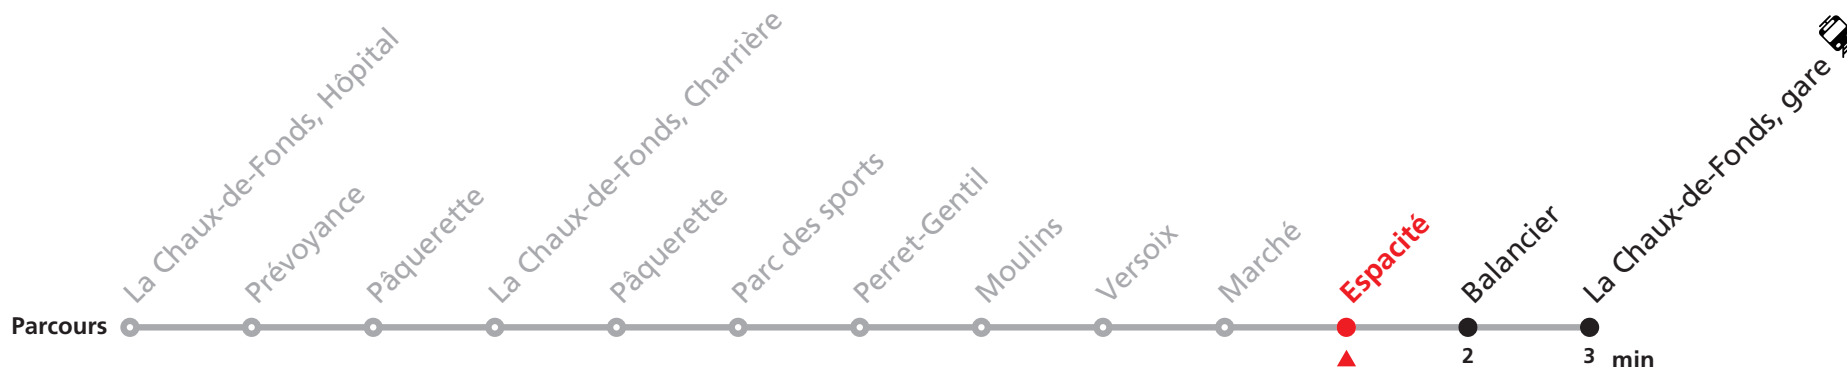 La Chaux-de-Fonds, Hôpital
Prévoyance
Pâquerette
La Chaux-de-Fonds, Charrière
Pâquerette
Parc des sports
Perret-Gentil
Moulins
Versoix
Marché
Espacité
Balancier
La Chaux-de-Fonds, gare
Parcours
2
3 min